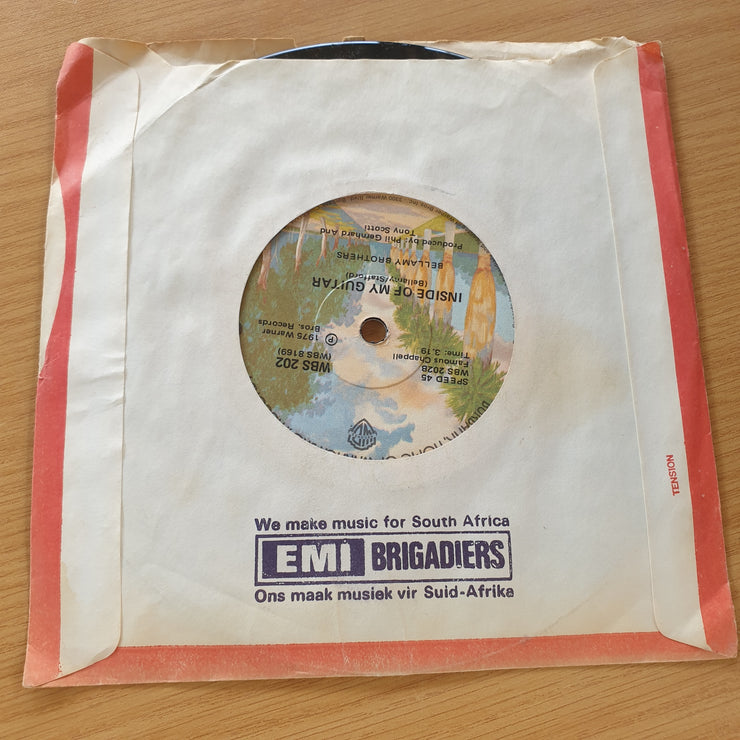 INSIDE OF MY GUITAR
(Bellamy/Stafford)
BELLAMY BROTHERS
Produced by: Phil Gernhard And
Tony Scotti
WBS 202
(WBS 8169)
℗
1975 Warner
Bros. Records
SPEED 45
WBS 202B
Famous Chappell
Time: 3.19
TENSION
We make music for South Africa
EMI BRIGADIERS
Ons maak musiek vir Suid-Afrika